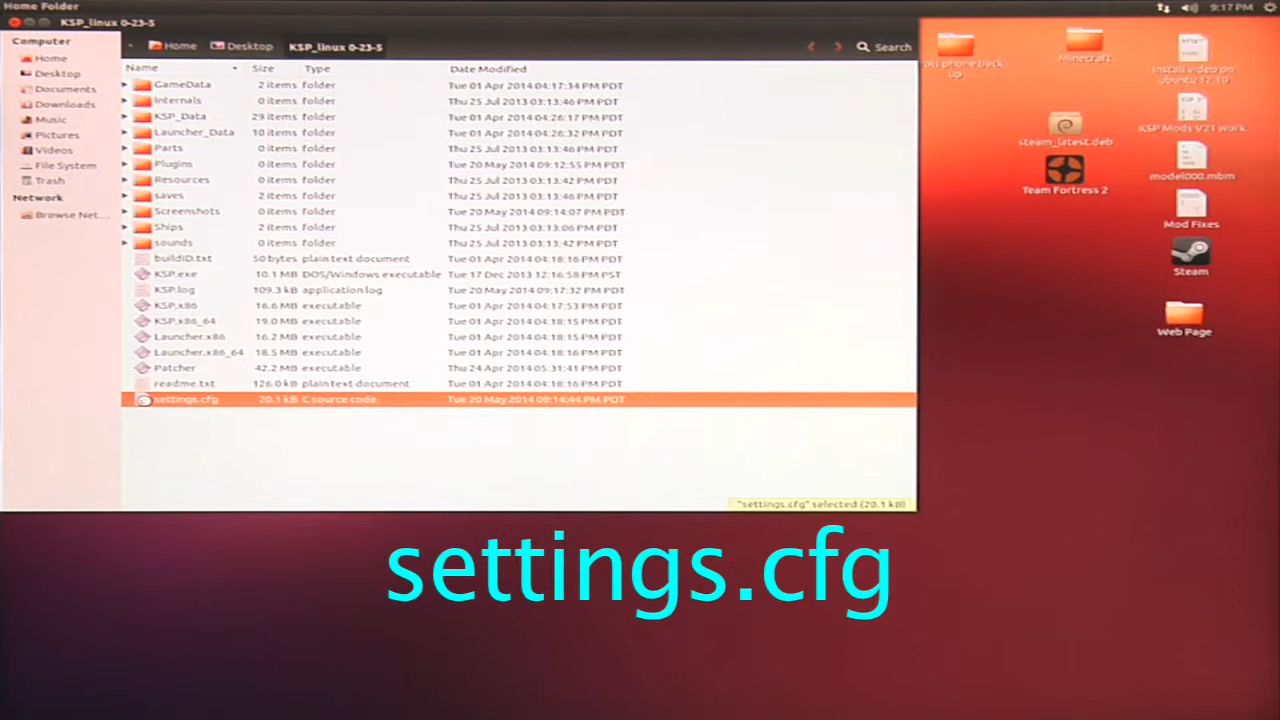 Home Folder
9:17 PM
KSP_linux 0-23-5
Computer
Home
Desktop
Documents
Downloads
Music
Pictures
Videos
File System
Trash
Network
Browse Net...
Home Desktop KSP_linux 0-23-5 Search
Name Size Type Date Modified
GameData 2 items folder Tue 01 Apr 2014 04:17:34 PM PDT
Internals 0 items folder Thu 25 Jul 2013 03:13:46 PM PDT
KSP_Data 29 items folder Tue 01 Apr 2014 04:26:17 PM PDT
Launcher_Data 10 items folder Tue 01 Apr 2014 04:26:32 PM PDT
Parts 0 items folder Thu 25 Jul 2013 03:13:46 PM PDT
Plugins 0 items folder Tue 20 May 2014 09:12:55 PM PDT
Resources 0 items folder Thu 25 Jul 2013 03:13:42 PM PDT
saves 2 items folder Thu 25 Jul 2013 03:13:46 PM PDT
Screenshots 0 items folder Tue 20 May 2014 09:14:07 PM PDT
Ships 2 items folder Thu 25 Jul 2013 03:13:06 PM PDT
sounds 0 items folder Thu 25 Jul 2013 03:13:42 PM PDT
buildID.txt 50 bytes plain text document Tue 01 Apr 2014 04:18:16 PM PDT
KSP.exe 10.1 MB DOS/Windows executable Tue 17 Dec 2013 12:16:58 PM PST
KSP.log 109.3 kB application log Tue 20 May 2014 09:17:32 PM PDT
KSP.x86 16.6 MB executable Tue 01 Apr 2014 04:17:53 PM PDT
KSP.x86_64 19.0 MB executable Tue 01 Apr 2014 04:18:15 PM PDT
Launcher.x86 16.2 MB executable Tue 01 Apr 2014 04:18:15 PM PDT
Launcher.x86_64 18.5 MB executable Tue 01 Apr 2014 04:18:16 PM PDT
Patcher 42.2 MB executable Thu 24 Apr 2014 05:31:41 PM PDT
readme.txt 126.0 kB plain text document Tue 01 Apr 2014 04:18:16 PM PDT
settings.cfg 20.1 kB C source code Tue 20 May 2014 09:14:44 PM PDT
"settings.cfg" selected (20.1 kB)
phone back
up
Minecraft
Install video on
ubuntu 12.10
KSP Mods V21 work
steam_latest.deb
model000.mbm
Team Fortress 2
Mod Fixes
Steam
Web Page
settings.cfg